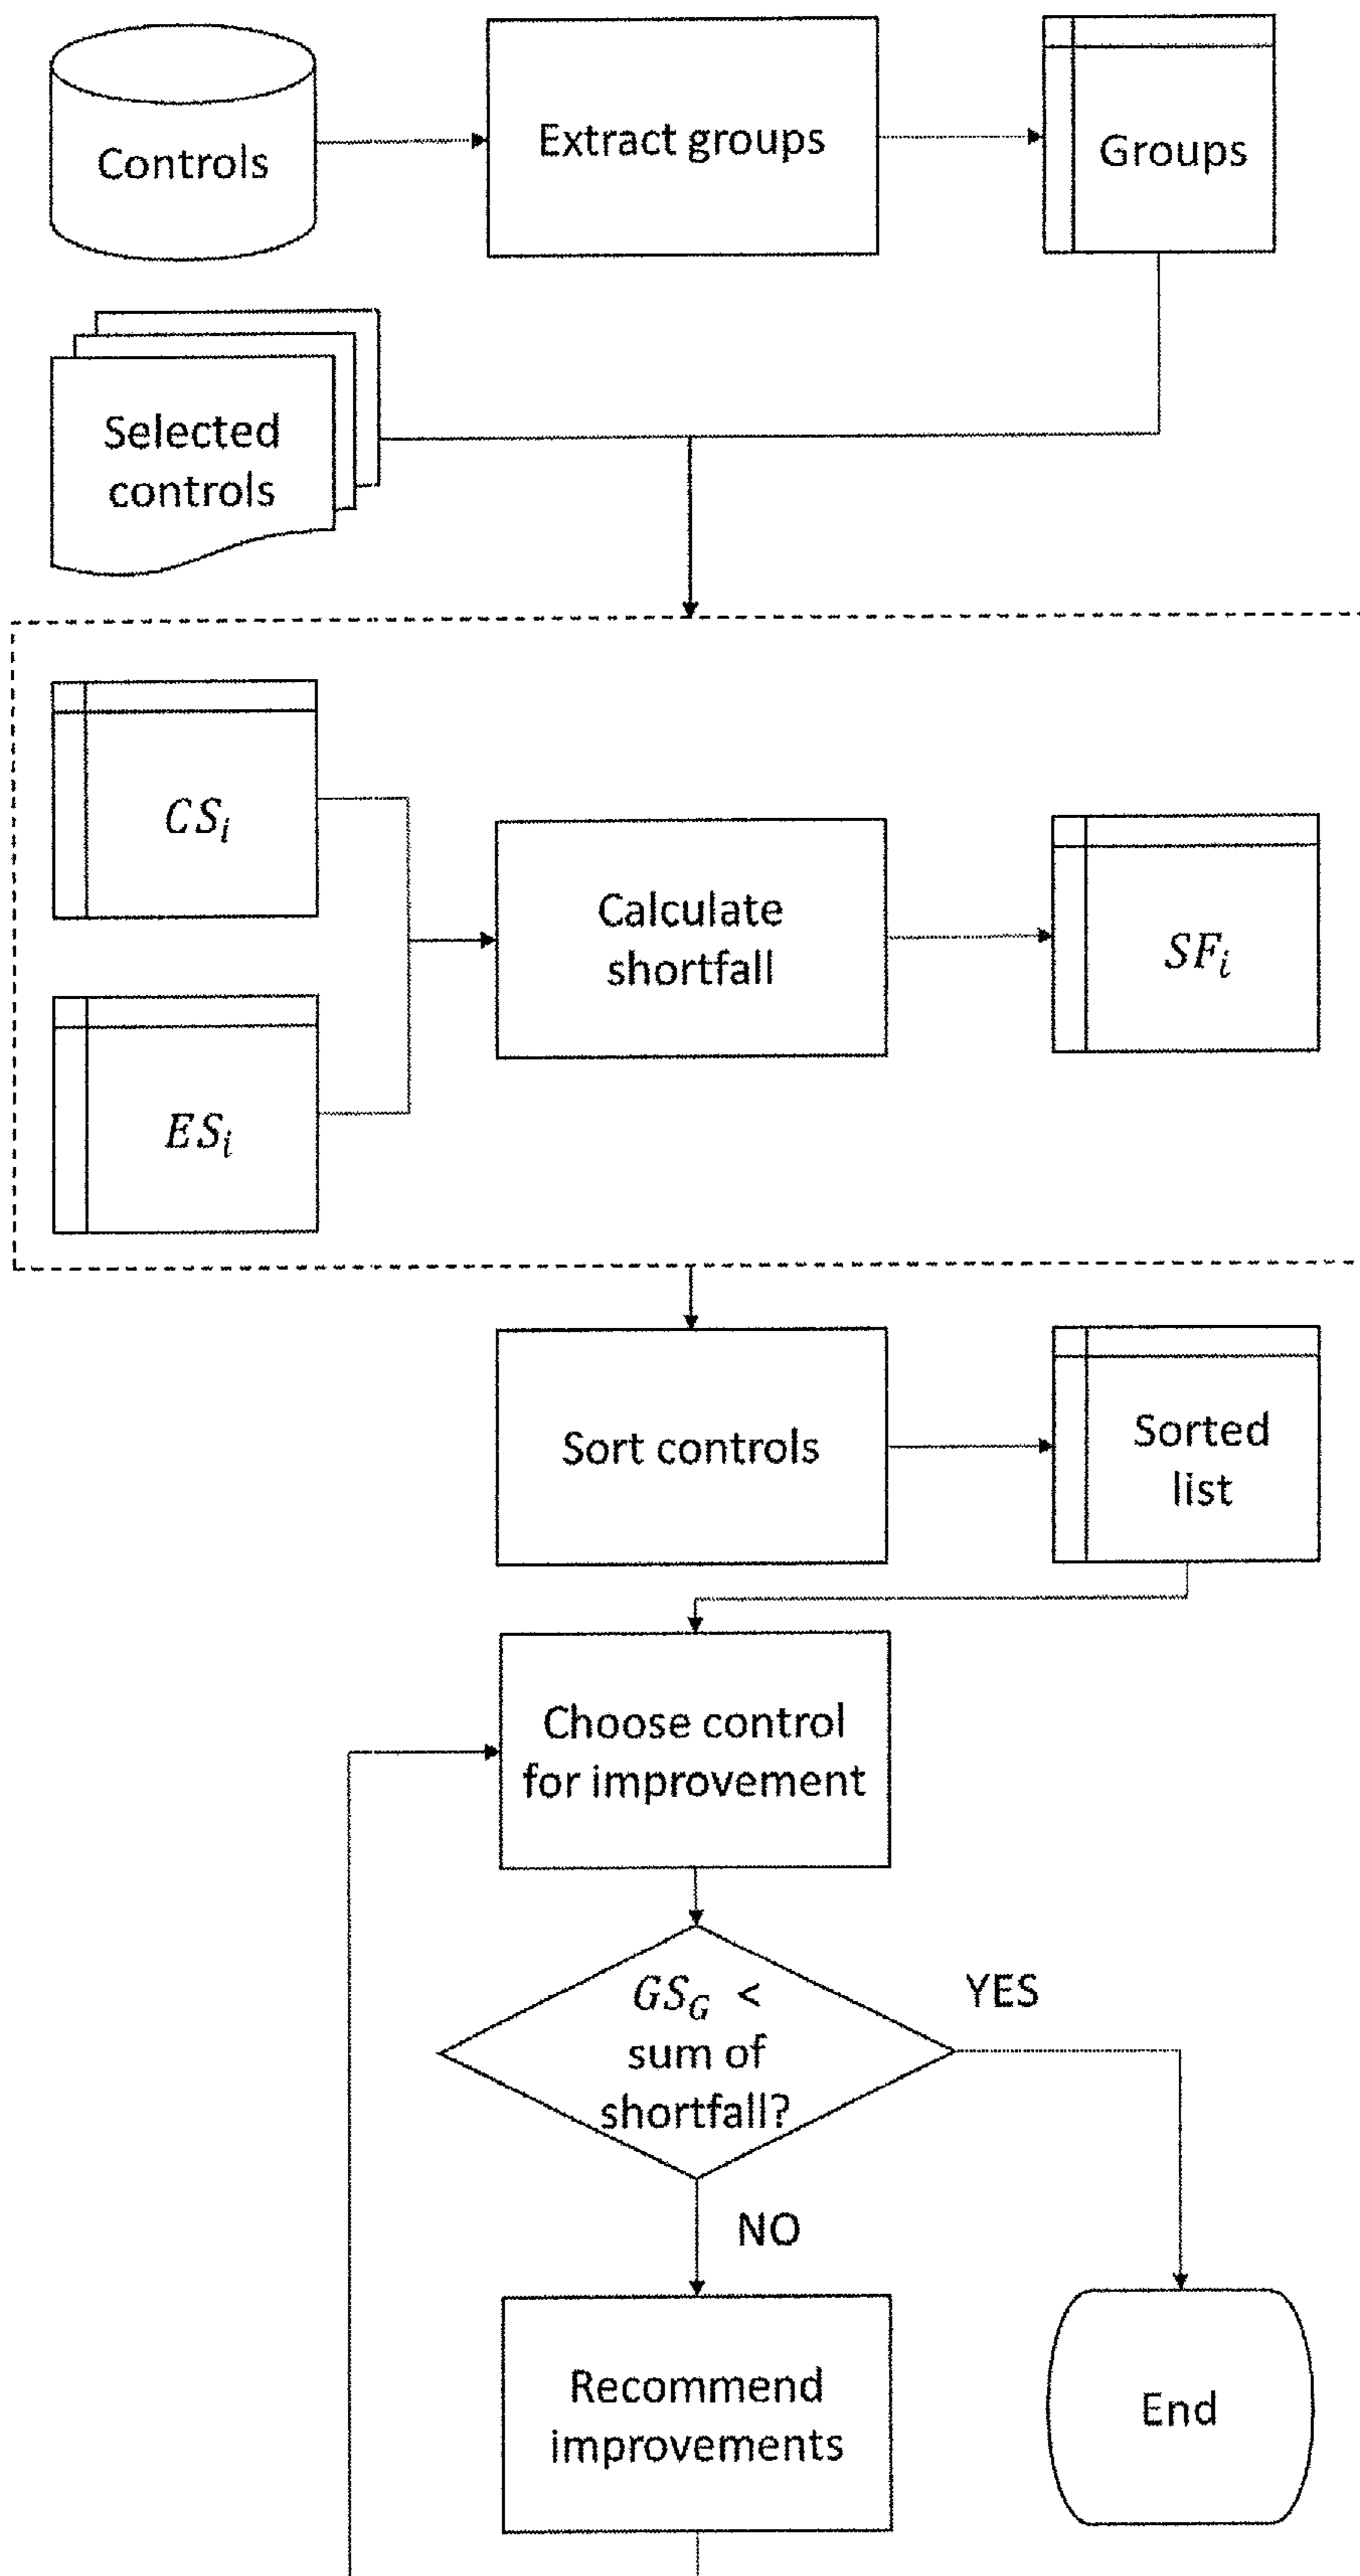 Controls
Extract groups
Groups
Selected
controls
CSᵢ
Calculate
shortfall
SFᵢ
ESᵢ
Sort controls
Sorted
list
Choose control
for improvement
GS_G <
sum of
shortfall?
YES
NO
Recommend
improvements
End